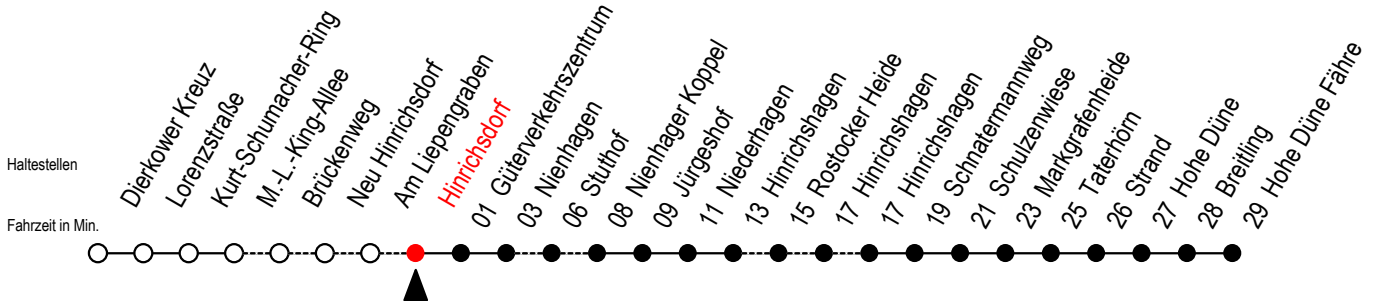 Haltestellen
Fahrzeit in Min.
Dierkower Kreuz
Lorenzstraße
Kurt-Schumacher-Ring
M.-L.-King-Allee
Brückenweg
Neu Hinrichsdorf
Am Liepengraben
Hinrichsdorf
01 Güterverkehrszentrum
03 Nienhagen
06 Stuthof
08 Nienhager Koppel
09 Jürgeshof
11 Niederhagen
13 Hinrichshagen
15 Rostocker Heide
17 Hinrichshagen
17 Hinrichshagen
19 Schnatermannweg
21 Schulzenwiese
23 Markgrafenheide
25 Taterhörn
26 Strand
27 Hohe Düne
28 Breitling
29 Hohe Düne Fähre